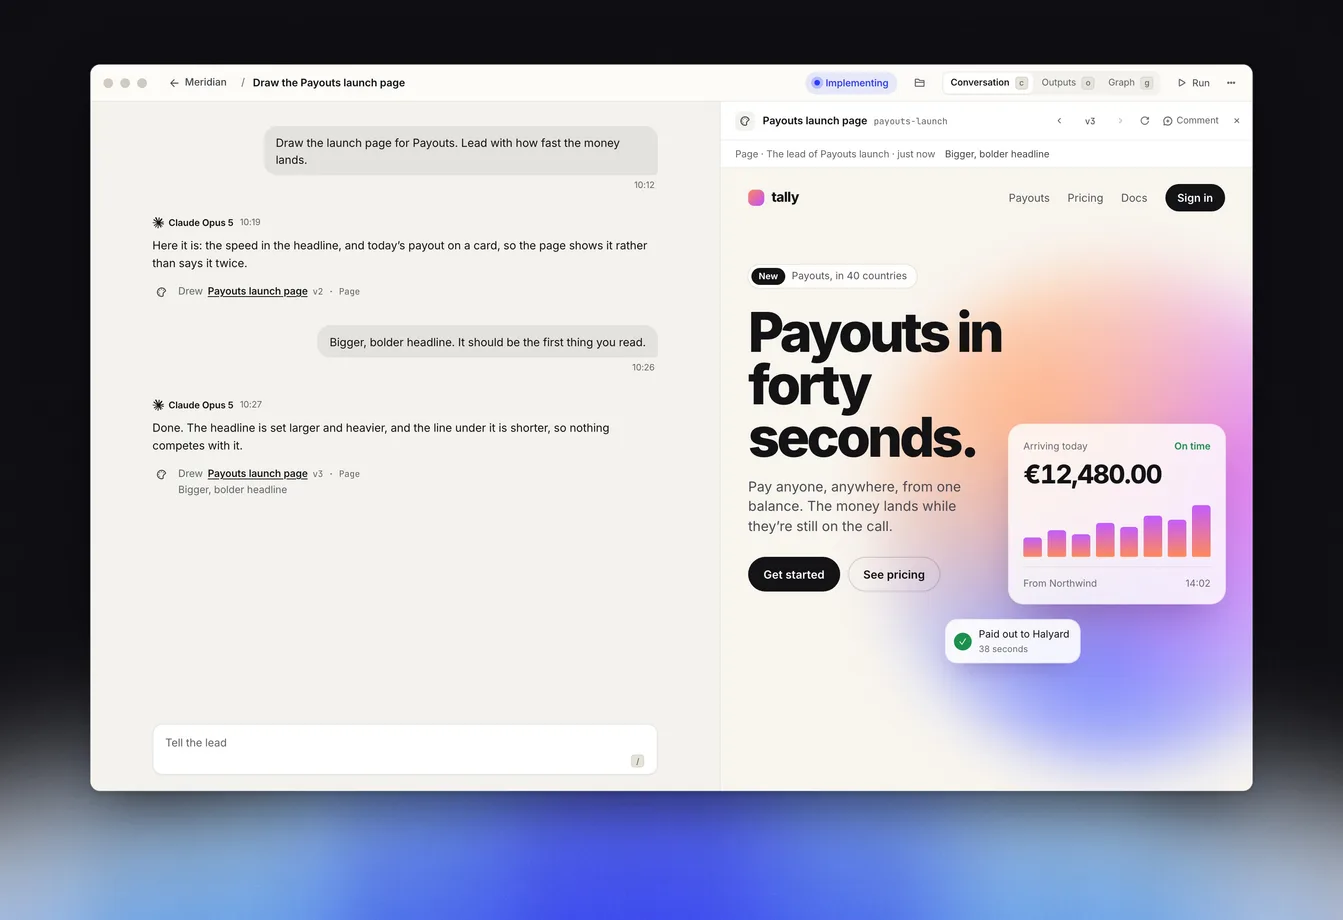 Meridian / Draw the Payouts launch page
Implementing
Conversation c Outputs o Graph g
Run
Draw the launch page for Payouts. Lead with how fast the money
lands.
10:12
Claude Opus 5 10:19
Here it is: the speed in the headline, and today’s payout on a card, so the page shows it rather
than says it twice.
Drew Payouts launch page v2 · Page
Bigger, bolder headline. It should be the first thing you read.
10:26
Claude Opus 5 10:27
Done. The headline is set larger and heavier, and the line under it is shorter, so nothing
competes with it.
Drew Payouts launch page v3 · Page
Bigger, bolder headline
Tell the lead
/
Payouts launch page payouts-launch
v3
Comment
Page · The lead of Payouts launch · just now Bigger, bolder headline
tally
Payouts Pricing Docs Sign in
New Payouts, in 40 countries
Payouts in
forty
seconds.
Pay anyone, anywhere, from one
balance. The money lands while
they’re still on the call.
Get started See pricing
Arriving today On time
€12,480.00
From Northwind 14:02
Paid out to Halyard
38 seconds